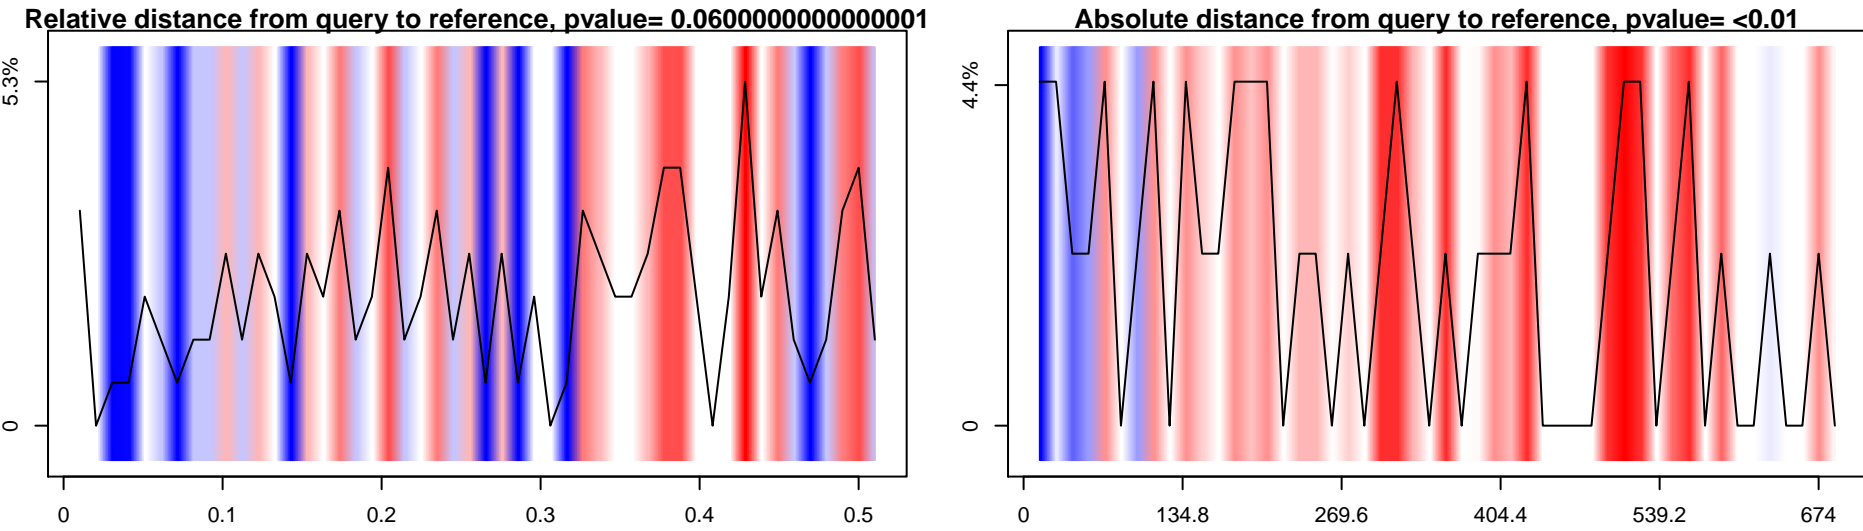 Relative distance from query to reference, pvalue= 0.0600000000000001
5.3%
0
0 0.1 0.2 0.3 0.4 0.5
Absolute distance from query to reference, pvalue= <0.01
4.4%
0
0 134.8 269.6 404.4 539.2 674